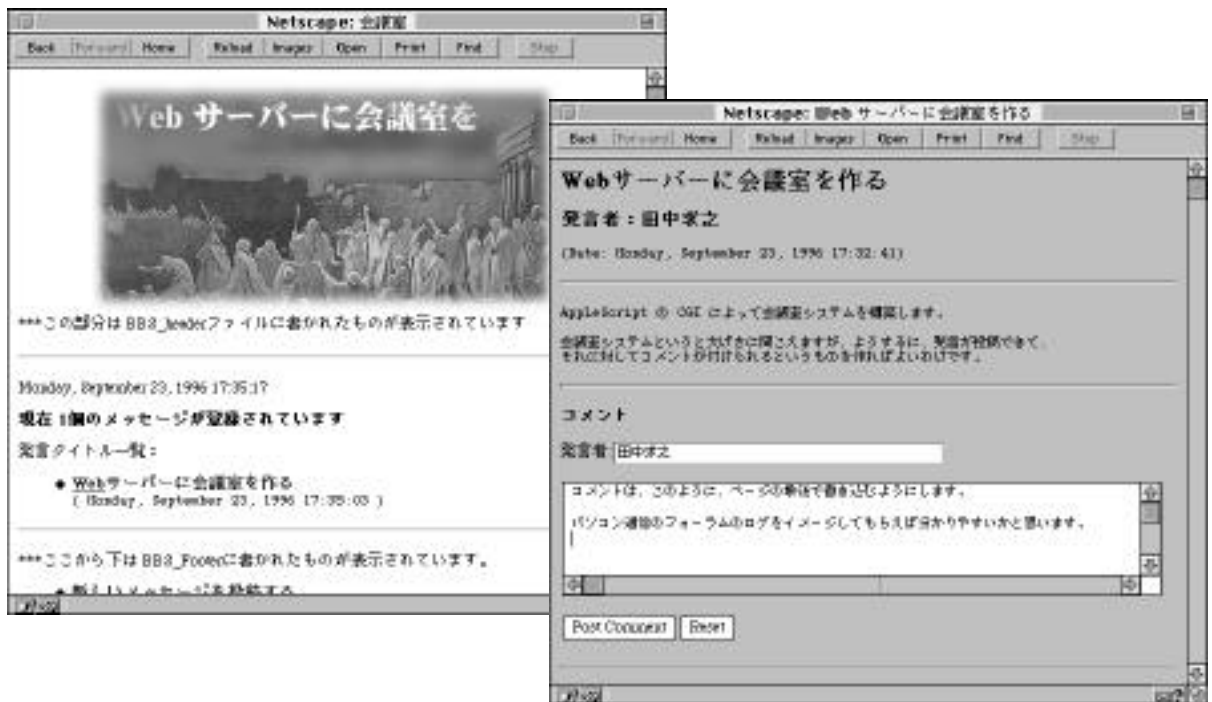 Netscape: 会議室
Back Forward Home Reload Images Open Print Find Stop
Web サーバーに会議室を
***この部分は BBS_headerファイルに書かれたものが表示されています
Monday, September 23, 1996 17:35:17
現在 1個のメッセージが登録されています
発言タイトル一覧：
● Webサーバーに会議室を作る
( Monday, September 23, 1996 17:35:03 )
***ここから下は BBS_Footerに書かれたものが表示されています。
● 新しいメッセージを投稿する
Netscape: Web サーバーに会議室を作る
Back Forward Home Reload Images Open Print Find Stop
Webサーバーに会議室を作る
発言者：田中求之
(Date: Monday, September 23, 1996 17:32:41)
AppleScript の CGI によって会議室システムを構築します。
会議室システムというと大げさに聞こえますが、ようするに、発言が投稿できて、
それに対してコメントが付けられるというものを作ればよいわけです。
コメント
発言者 田中求之
コメントは、このように、ページの最後で書き込むようにします。
パソコン通信のフォーラムのログをイメージしてもらえば分かりやすいかと思います。
Post Comment Reset